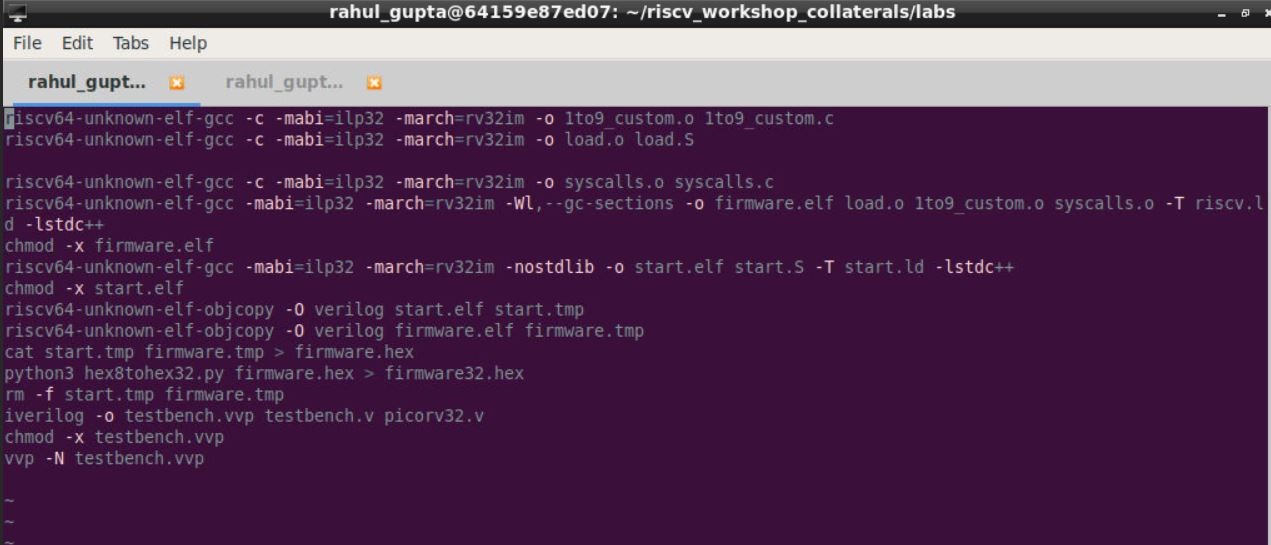 rahul_gupta@64159e87ed07: ~/riscv_workshop_collaterals/labs
File Edit Tabs Help
rahul_gupt... rahul_gupt...
riscv64-unknown-elf-gcc -c -mabi=ilp32 -march=rv32im -o 1to9_custom.o 1to9_custom.c
riscv64-unknown-elf-gcc -c -mabi=ilp32 -march=rv32im -o load.o load.S
riscv64-unknown-elf-gcc -c -mabi=ilp32 -march=rv32im -o syscalls.o syscalls.c
riscv64-unknown-elf-gcc -mabi=ilp32 -march=rv32im -Wl,--gc-sections -o firmware.elf load.o 1to9_custom.o syscalls.o -T riscv.l
d -lstdc++
chmod -x firmware.elf
riscv64-unknown-elf-gcc -mabi=ilp32 -march=rv32im -nostdlib -o start.elf start.S -T start.ld -lstdc++
chmod -x start.elf
riscv64-unknown-elf-objcopy -O verilog start.elf start.tmp
riscv64-unknown-elf-objcopy -O verilog firmware.elf firmware.tmp
cat start.tmp firmware.tmp > firmware.hex
python3 hex8tohex32.py firmware.hex > firmware32.hex
rm -f start.tmp firmware.tmp
iverilog -o testbench.vvp testbench.v picorv32.v
chmod -x testbench.vvp
vvp -N testbench.vvp
~
~
~